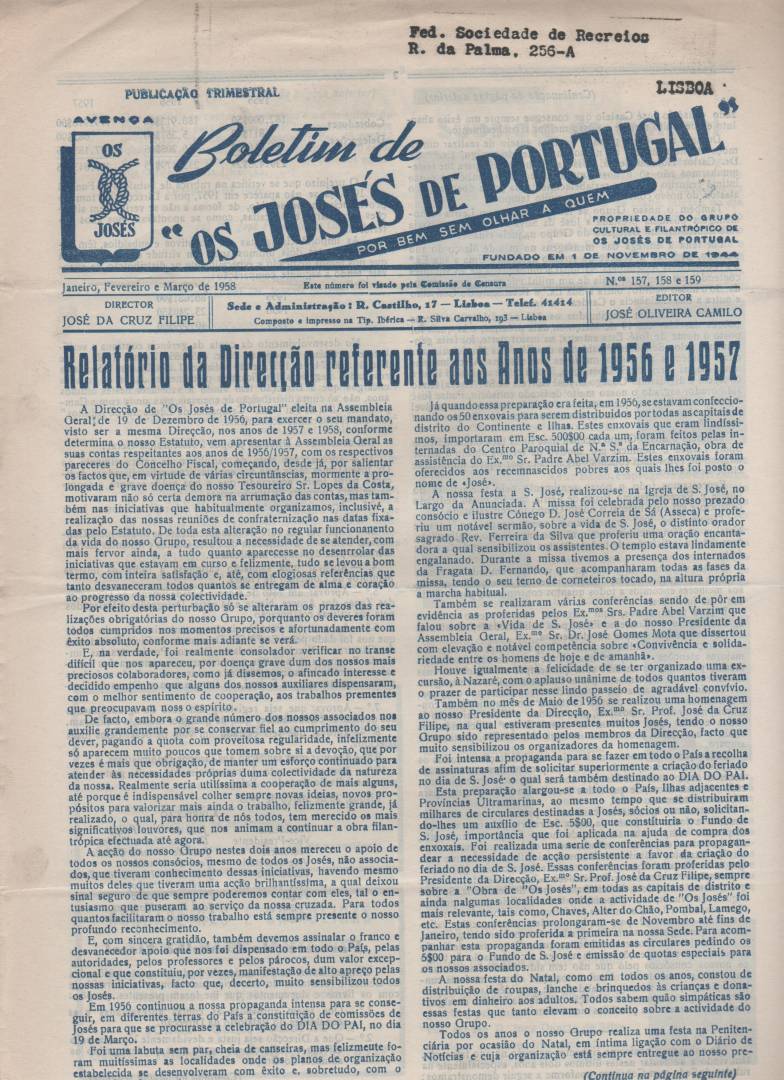 Fed. Sociedade de Recreios
R. da Palma, 256-A
LISBOA
PUBLICAÇÃO TRIMESTRAL
AVENÇA
OS
JOSÉS
Boletim de
"OS JOSÉS DE PORTUGAL"
POR BEM SEM OLHAR A QUEM
PROPRIEDADE DO GRUPO
CULTURAL E FILANTRÓPICO DE
OS JOSÉS DE PORTUGAL
FUNDADO EM 1 DE NOVEMBRO DE 1944
Janeiro, Fevereiro e Março de 1958
Este número foi visado pela Comissão de Censura
N.os 157, 158 e 159
DIRECTOR
JOSÉ DA CRUZ FILIPE
Sede e Administração: R. Castilho, 17 — Lisboa — Telef. 41414
Composto e impresso na Tip. Ibérica — R. Silva Carvalho, 193 — Lisboa
EDITOR
JOSÉ OLIVEIRA CAMILO
Relatório da Direcção referente aos Anos de 1956 e 1957
A Direcção de "Os Josés de Portugal" eleita na Assembleia
Geral de 19 de Dezembro de 1956, para exercer o seu mandato,
visto ser a mesma Direcção, nos anos de 1957 e 1958, conforme
determina o nosso Estatuto, vem apresentar à Assembleia Geral as
suas contas respeitantes aos anos de 1956/1957, com os respectivos
pareceres do Concelho Fiscal, começando, desde já, por salientar
os factos que, em virtude de várias circunstâncias, mormente a pro-
longada e grave doença do nosso Tesoureiro Sr. Lopes da Costa,
motivaram não só certa demora na arrumação das contas, mas tam-
bém nas iniciativas que habitualmente organizamos, inclusivé, a
realização das nossas reuniões de confraternização nas datas fixa-
das pelo Estatuto. De toda esta alteração no regular funcionamento
da vida do nosso Grupo, resultou a necessidade de se atender, com
mais fervor ainda, a tudo quanto aparecesse no desenrrolar das
iniciativas que estavam em curso e felizmente, tudo se levou a bom
termo, com inteira satisfação e, até, com elogiosas referências que
tanto desvaneceram todos quantos se entregam de alma e coração
ao progresso da nossa colectividade.
Por efeito desta perturbação só se alteraram os prazos das rea-
lizações obrigatórias do nosso Grupo, porquanto os deveres foram
todos cumpridos nos momentos precisos e afortunadamente com
êxito absoluto, conforme mais adiante se verá.
E, na verdade, foi realmente consolador verificar no transe
difícil que nos apareceu, por doença grave dum dos nossos mais
preciosos colaboradores, como já dissemos, o afincado interesse e
decidido empenho que alguns dos nossos auxiliares dispensaram,
com o melhor sentimento de cooperação, aos trabalhos prementes
que preocupavam noss o espírito.
De facto, embora o grande número dos nossos associados nos
auxilie grandemente por se conservar fiel ao cumprimento do seu
dever, pagando a quota com proveitosa regularidade, infelizmente
só aparecem muito poucos que tomem sobre si a devoção, que por
vezes é mais que obrigação, de manter um esforço continuado para
atender às necessidades próprias duma colectividade da natureza
da nossa. Realmente seria utilíssima a cooperação de mais alguns,
até porque é indispensável colher sempre novas ideias, novos pro-
pósitos para valorizar mais ainda o trabalho, felizmente grande, já
realizado, o qual, para honra de nós todos, tem merecido os mais
significativos louvores, que nos animam a continuar a obra filan-
trópica efectuada até agora.
A acção do nosso Grupo nestes dois anos mereceu o apoio de
todos os nossos consócios, mesmo de todos os Josés, não associa-
dos, que tiveram conhecimento dessas iniciativas, havendo mesmo
muitos deles que tiveram uma acção brilhantíssima, a qual deixou
sinal seguro de que sempre poderemos contar com eles, tal o en-
tusiasmo que puseram ao serviço da nossa cruzada. Para todos
quantos facilitaram o nosso trabalho está sempre presente o nosso
profundo reconhecimento.
E, com sincera gratidão, também devemos assinalar o franco e
desvanecedor apoio que nos foi dispensado em todo o País, pelas
autoridades, pelos professores e pelos párocos, dum valor excep-
cional e que constituiu, por vezes, manifestação de alto apreço pelas
nossas iniciativas, facto que, decerto, muito sensibilizou todos
os Josés.
Em 1956 continuou a nossa propaganda intensa para se conse-
guir, em diferentes terras do País a constituição de comissões de
Josés para que se procurasse a celebração do DIA DO PAI, no dia
19 de Março.
Foi uma labuta sem par, cheia de canseiras, mas felizmente fo-
ram muitíssimas as localidades onde os planos de organização
estabelecida se desenvolveram com êxito e, sobretudo, com o
Já quando essa preparação era feita, em 1956, se estavam confeccio-
nando os 50 enxovais para serem distribuidos por todas as capitais de
distrito do Continente e Ilhas. Estes enxovais que eram lindíssi-
mos, importaram em Esc. 500$00 cada um, foram feitos pelas in-
ternadas do Centro Paroquial de N.ª S.ª da Encarnação, obra de
assistência do Ex.mo Sr. Padre Abel Varzim. Estes enxovais foram
oferecidos aos recemnascidos pobres aos quais lhes foi posto o
nome de «José».
A nossa festa a S. José, realizou-se na Igreja de S. José, no
Largo da Anunciada. A missa foi celebrada pelo nosso prezado
consócio e ilustre Cónego D. José Correia de Sá (Asseca) e profe-
riu um notável sermão, sobre a vida de S. José, o distinto orador
sagrado Rev. Ferreira da Silva que proferiu uma oração encanta-
dora a qual sensibilizou os assistentes. O templo estava lindamente
engalanado. Durante a missa tivemos a presença dos internados
da Fragata D. Fernando, que acompanharam todas as fases da
missa, tendo o seu terno de corneteiros tocado, na altura própria
a marcha habitual.
Também se realizaram várias conferências sendo de pôr em
evidência as proferidas pelos Ex.mos Srs. Padre Abel Varzim que
falou sobre a «Vida de S. José» e a do nosso Presidente da
Assembleia Geral, Ex.mo Sr. Dr. José Gomes Mota que dissertou
com elevação e notável competência sobre «Convivência e solida-
riedade entre os homens de hoje e de amanhã».
Houve igualmente a felicidade de se ter organizado uma ex-
cursão, à Nazaré, com o aplauso unânime de todos quantos tiveram
o prazer de participar nesse lindo passeio de agradável convívio.
Também no mês de Maio de 1956 se realizou uma homenagem
ao nosso Presidente da Direcção, Ex.mo Sr. Prof. José da Cruz
Filipe, na qual estiveram presentes muitos Josés, tendo o nosso
Grupo sido representado pelos membros da Direcção, facto que
muito sensibilizou os organizadores da homenagem.
Foi intensa a propaganda para se fazer em todo o País a recolha
de assinaturas afim de solicitar superiormente a criação do feriado
no dia de S. José o qual será também destinado ao DIA DO PAI.
Esta preparação alargou-se a todo o País, Ilhas adjacentes e
Províncias Ultramarinas, ao mesmo tempo que se distribuiram
milhares de circulares destinadas a Josés, sócios ou não, solicitan-
do-lhes um auxílio de Esc. 5$00, que constituiria o Fundo de
S. José, importância que foi aplicada na ajuda de compra dos
enxoxais. Foi realizada uma serie de conferências para propagan-
dear a necessidade de acção persistente a favor da criação do
feriado no dia de S. José. Essas conferências foram proferidas pelo
Presidente da Direcção, Ex.mo Sr. Prof. José da Cruz Filipe, sempre
sobre a "Obra de "Os Josés", em todas as capitais de distrito e
ainda nalgumas localidades onde a actividade de "Os Josés" foi
mais relevante, tais como, Chaves, Alter do Chão, Pombal, Lamego,
etc. Estas conferências prolongaram-se de Novembro até fins de
Janeiro, tendo sido proferida a primeira na nossa Sede. Para acom-
panhar esta propaganda foram emitidas as circulares pedindo os
5$00 para o Fundo de S. José e emissão de quotas especiais para
os nossos associados.
A nossa festa do Natal, como em todos os anos, constou de
distribuição de roupas, lanche e brinquedos às crianças e dona-
tivos em dinheiro aos adultos. Todos sabem quão simpáticas são
essas festas que tanto elevam o conceito sobre a actividade do
nosso Grupo.
Todos os anos o nosso Grupo realiza uma festa na Peniten-
ciária por ocasião do Natal, em íntima ligação com o Diário de
Notícias e cuja organização está sempre entregue ao nosso pre-
(Continua na página seguinte)